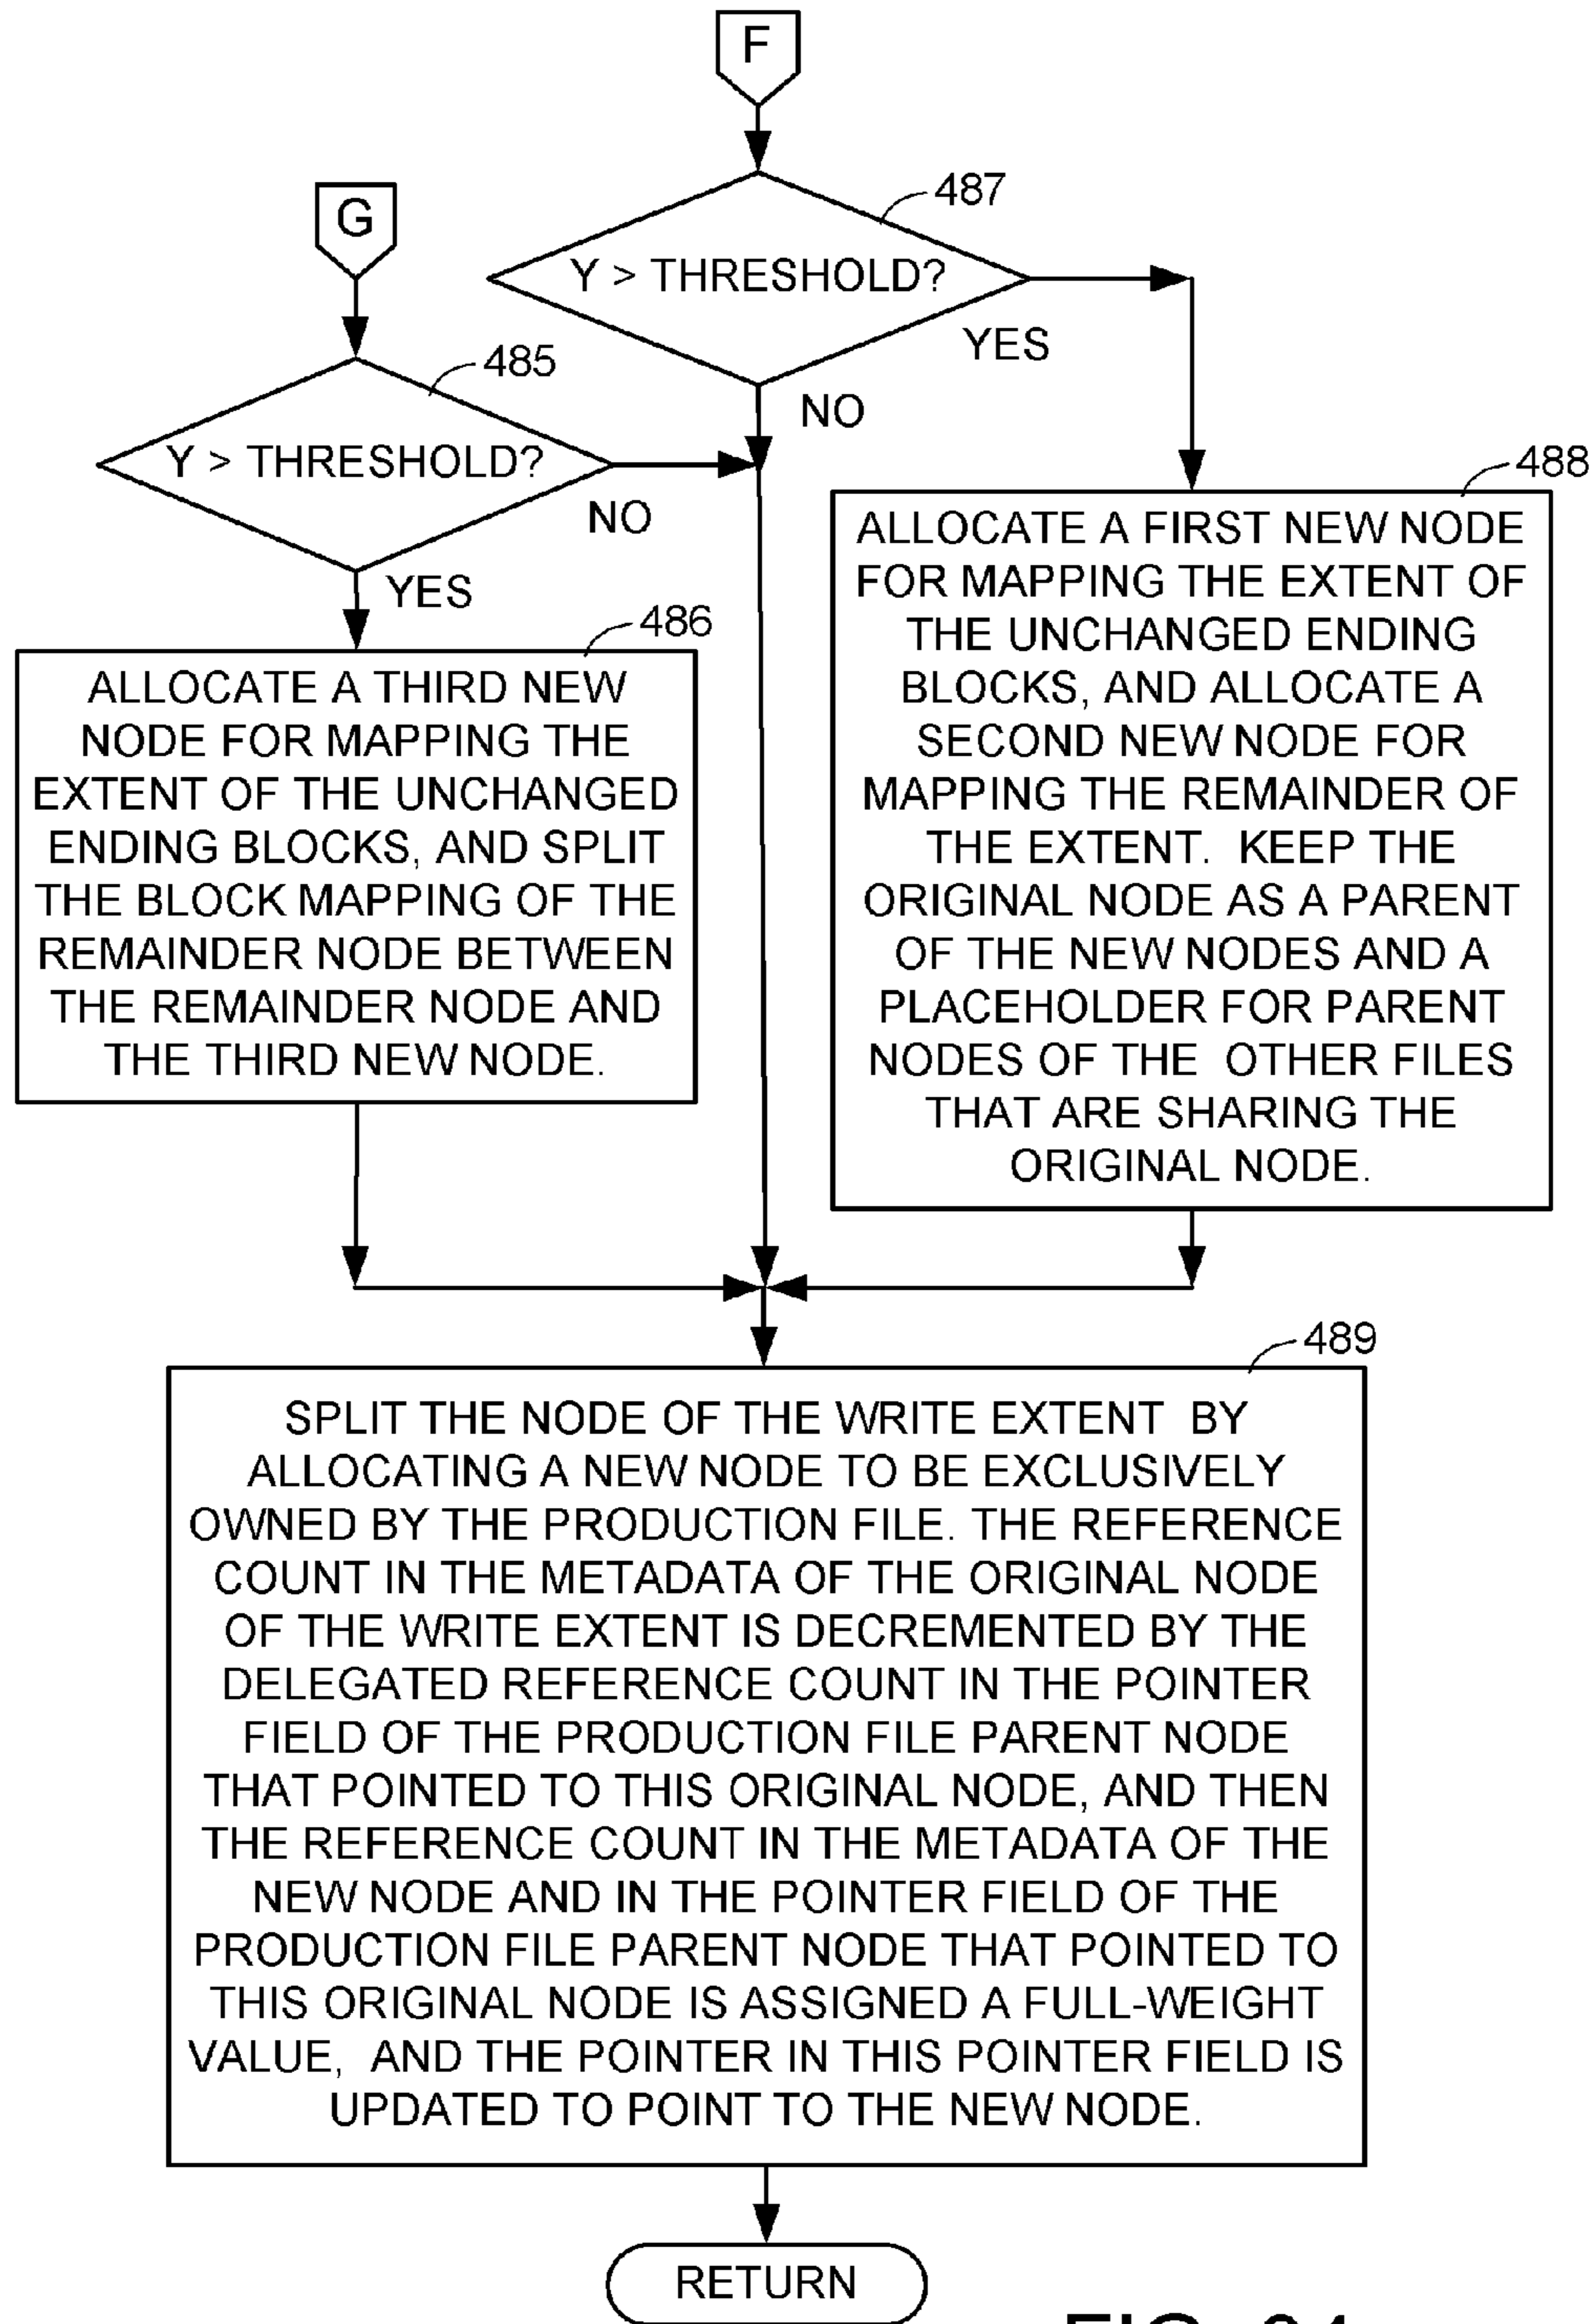 F
487
G
Y > THRESHOLD?
YES
485
NO
Y > THRESHOLD?
NO
488
YES
486
ALLOCATE A THIRD NEW
NODE FOR MAPPING THE
EXTENT OF THE UNCHANGED
ENDING BLOCKS, AND SPLIT
THE BLOCK MAPPING OF THE
REMAINDER NODE BETWEEN
THE REMAINDER NODE AND
THE THIRD NEW NODE.
ALLOCATE A FIRST NEW NODE
FOR MAPPING THE EXTENT OF
THE UNCHANGED ENDING
BLOCKS, AND ALLOCATE A
SECOND NEW NODE FOR
MAPPING THE REMAINDER OF
THE EXTENT. KEEP THE
ORIGINAL NODE AS A PARENT
OF THE NEW NODES AND A
PLACEHOLDER FOR PARENT
NODES OF THE OTHER FILES
THAT ARE SHARING THE
ORIGINAL NODE.
489
SPLIT THE NODE OF THE WRITE EXTENT BY
ALLOCATING A NEW NODE TO BE EXCLUSIVELY
OWNED BY THE PRODUCTION FILE. THE REFERENCE
COUNT IN THE METADATA OF THE ORIGINAL NODE
OF THE WRITE EXTENT IS DECREMENTED BY THE
DELEGATED REFERENCE COUNT IN THE POINTER
FIELD OF THE PRODUCTION FILE PARENT NODE
THAT POINTED TO THIS ORIGINAL NODE, AND THEN
THE REFERENCE COUNT IN THE METADATA OF THE
NEW NODE AND IN THE POINTER FIELD OF THE
PRODUCTION FILE PARENT NODE THAT POINTED TO
THIS ORIGINAL NODE IS ASSIGNED A FULL-WEIGHT
VALUE, AND THE POINTER IN THIS POINTER FIELD IS
UPDATED TO POINT TO THE NEW NODE.
RETURN